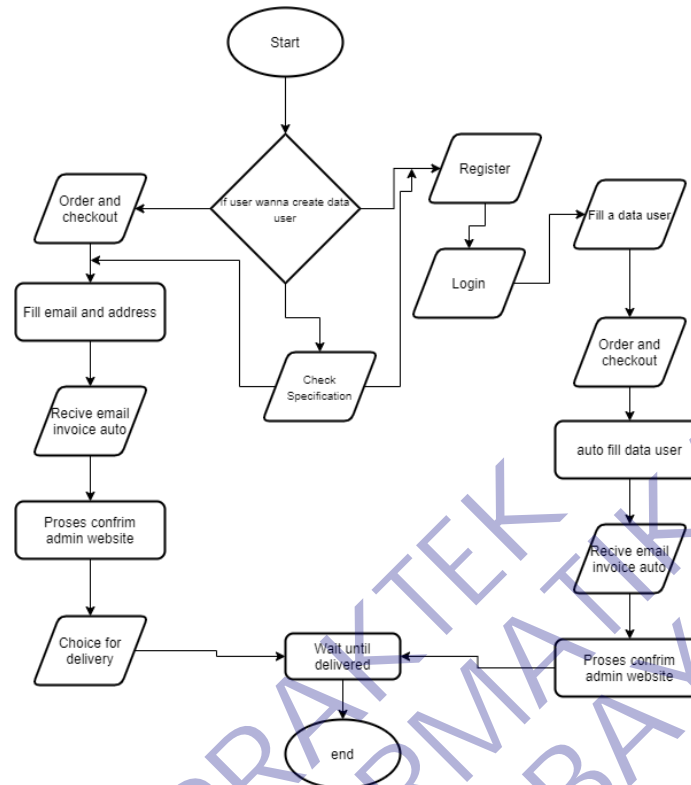 Start
If user wanna create data
user
Register
Order and
checkout
Fill a data user
Login
Fill email and address
Order and
checkout
Check
Specification
Recive email
invoice auto
auto fill data user
Proses confrim
admin website
Recive email
invoice auto
Choice for
delivery
Wait until
delivered
Proses confrim
admin website
end
PRAKTEK